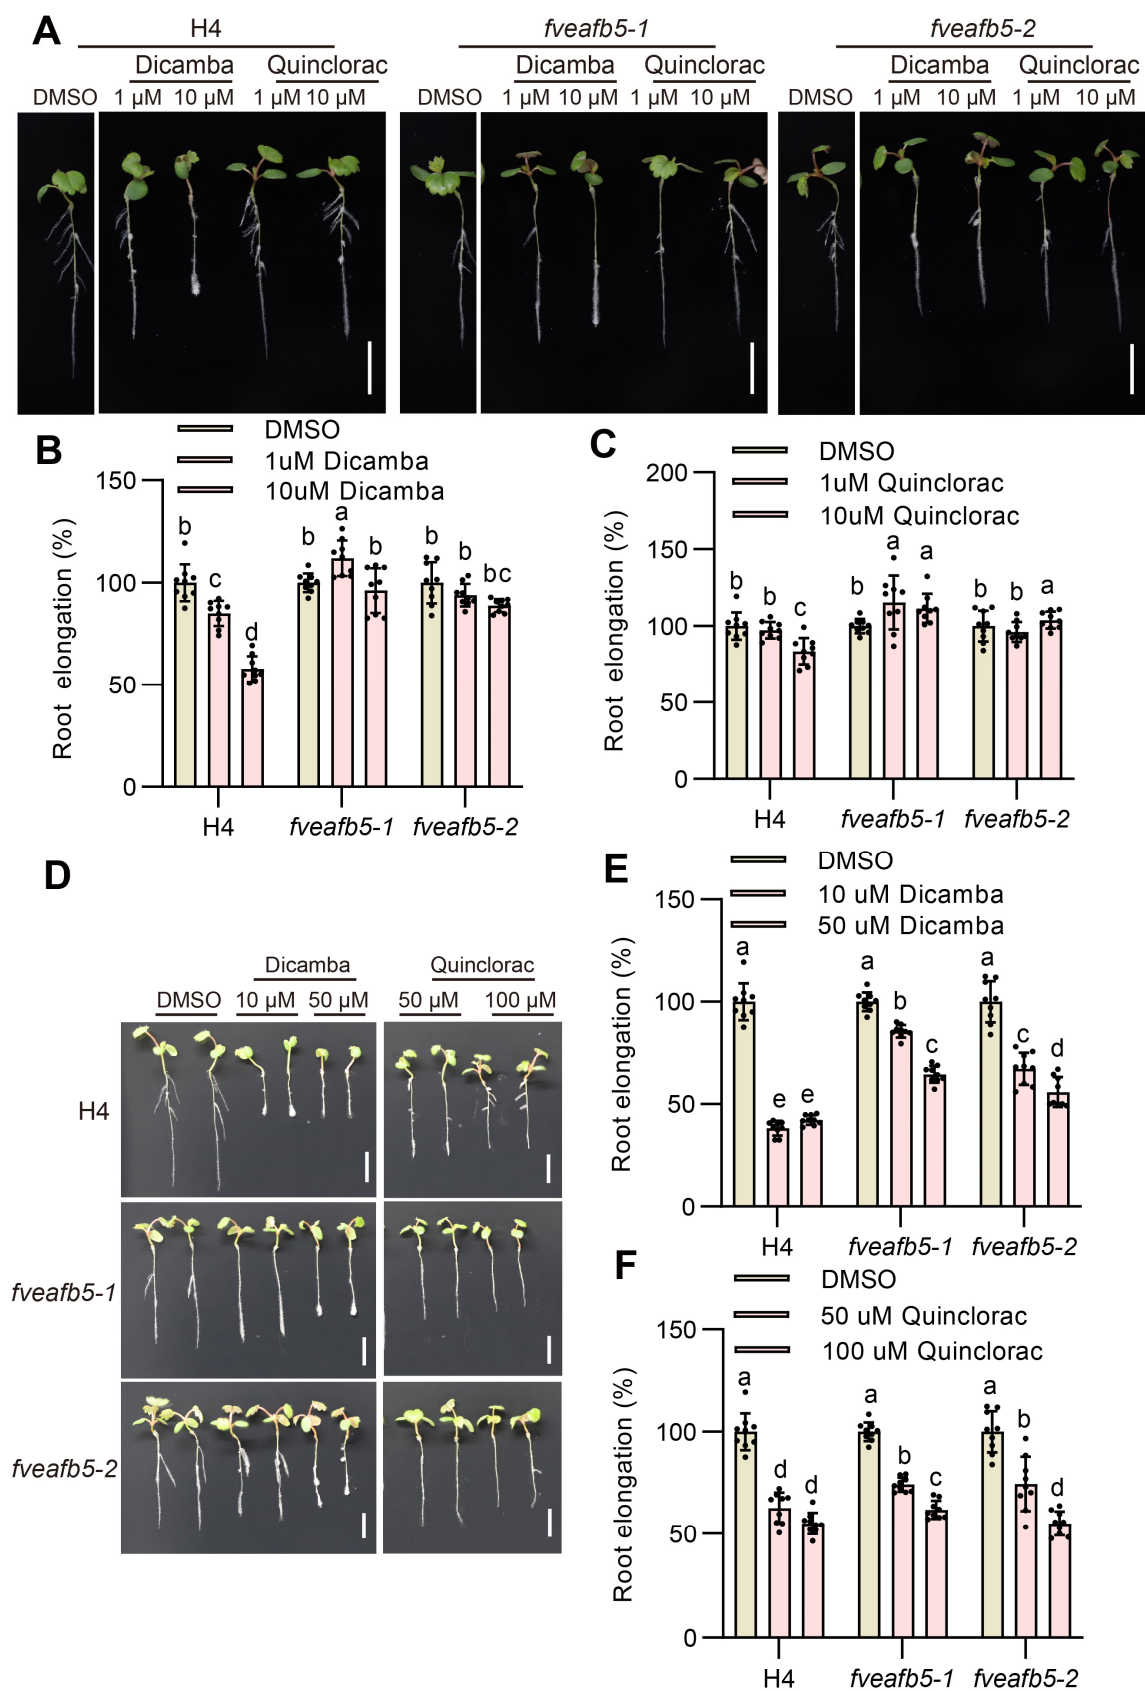 A
H4 fveafb5-1 fveafb5-2
Dicamba Quinclorac Dicamba Quinclorac Dicamba Quinclorac
DMSO 1 µM 10 µM 1 µM 10 µM DMSO 1 µM 10 µM 1 µM 10 µM DMSO 1 µM 10 µM 1 µM 10 µM
B
DMSO
1uM Dicamba
10uM Dicamba
Root elongation (%)
150
100
50
0
b c d b a b b b bc
H4 fveafb5-1 fveafb5-2
C
DMSO
1uM Quinclorac
10uM Quinclorac
Root elongation (%)
200
150
100
50
0
b b c b a a b b a
H4 fveafb5-1 fveafb5-2
D
Dicamba Quinclorac
DMSO 10 µM 50 µM 50 µM 100 µM
H4
fveafb5-1
fveafb5-2
E
DMSO
10 uM Dicamba
50 uM Dicamba
Root elongation (%)
150
100
50
0
a e e a b c a c d
H4 fveafb5-1 fveafb5-2
F
DMSO
50 uM Quinclorac
100 uM Quinclorac
Root elongation (%)
150
100
50
0
a d d a b c a b d
H4 fveafb5-1 fveafb5-2